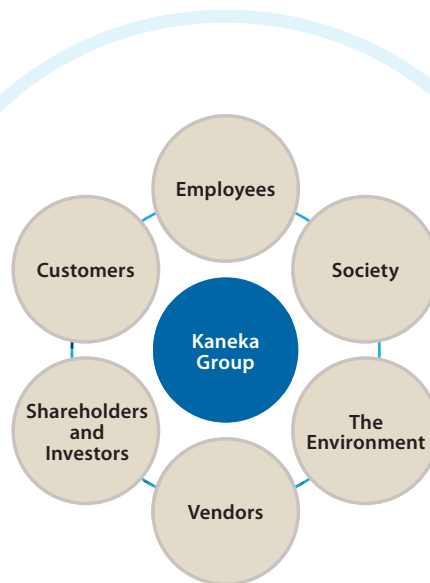 Employees
Customers
Society
Kaneka
Group
Shareholders
and
Investors
The
Environment
Vendors